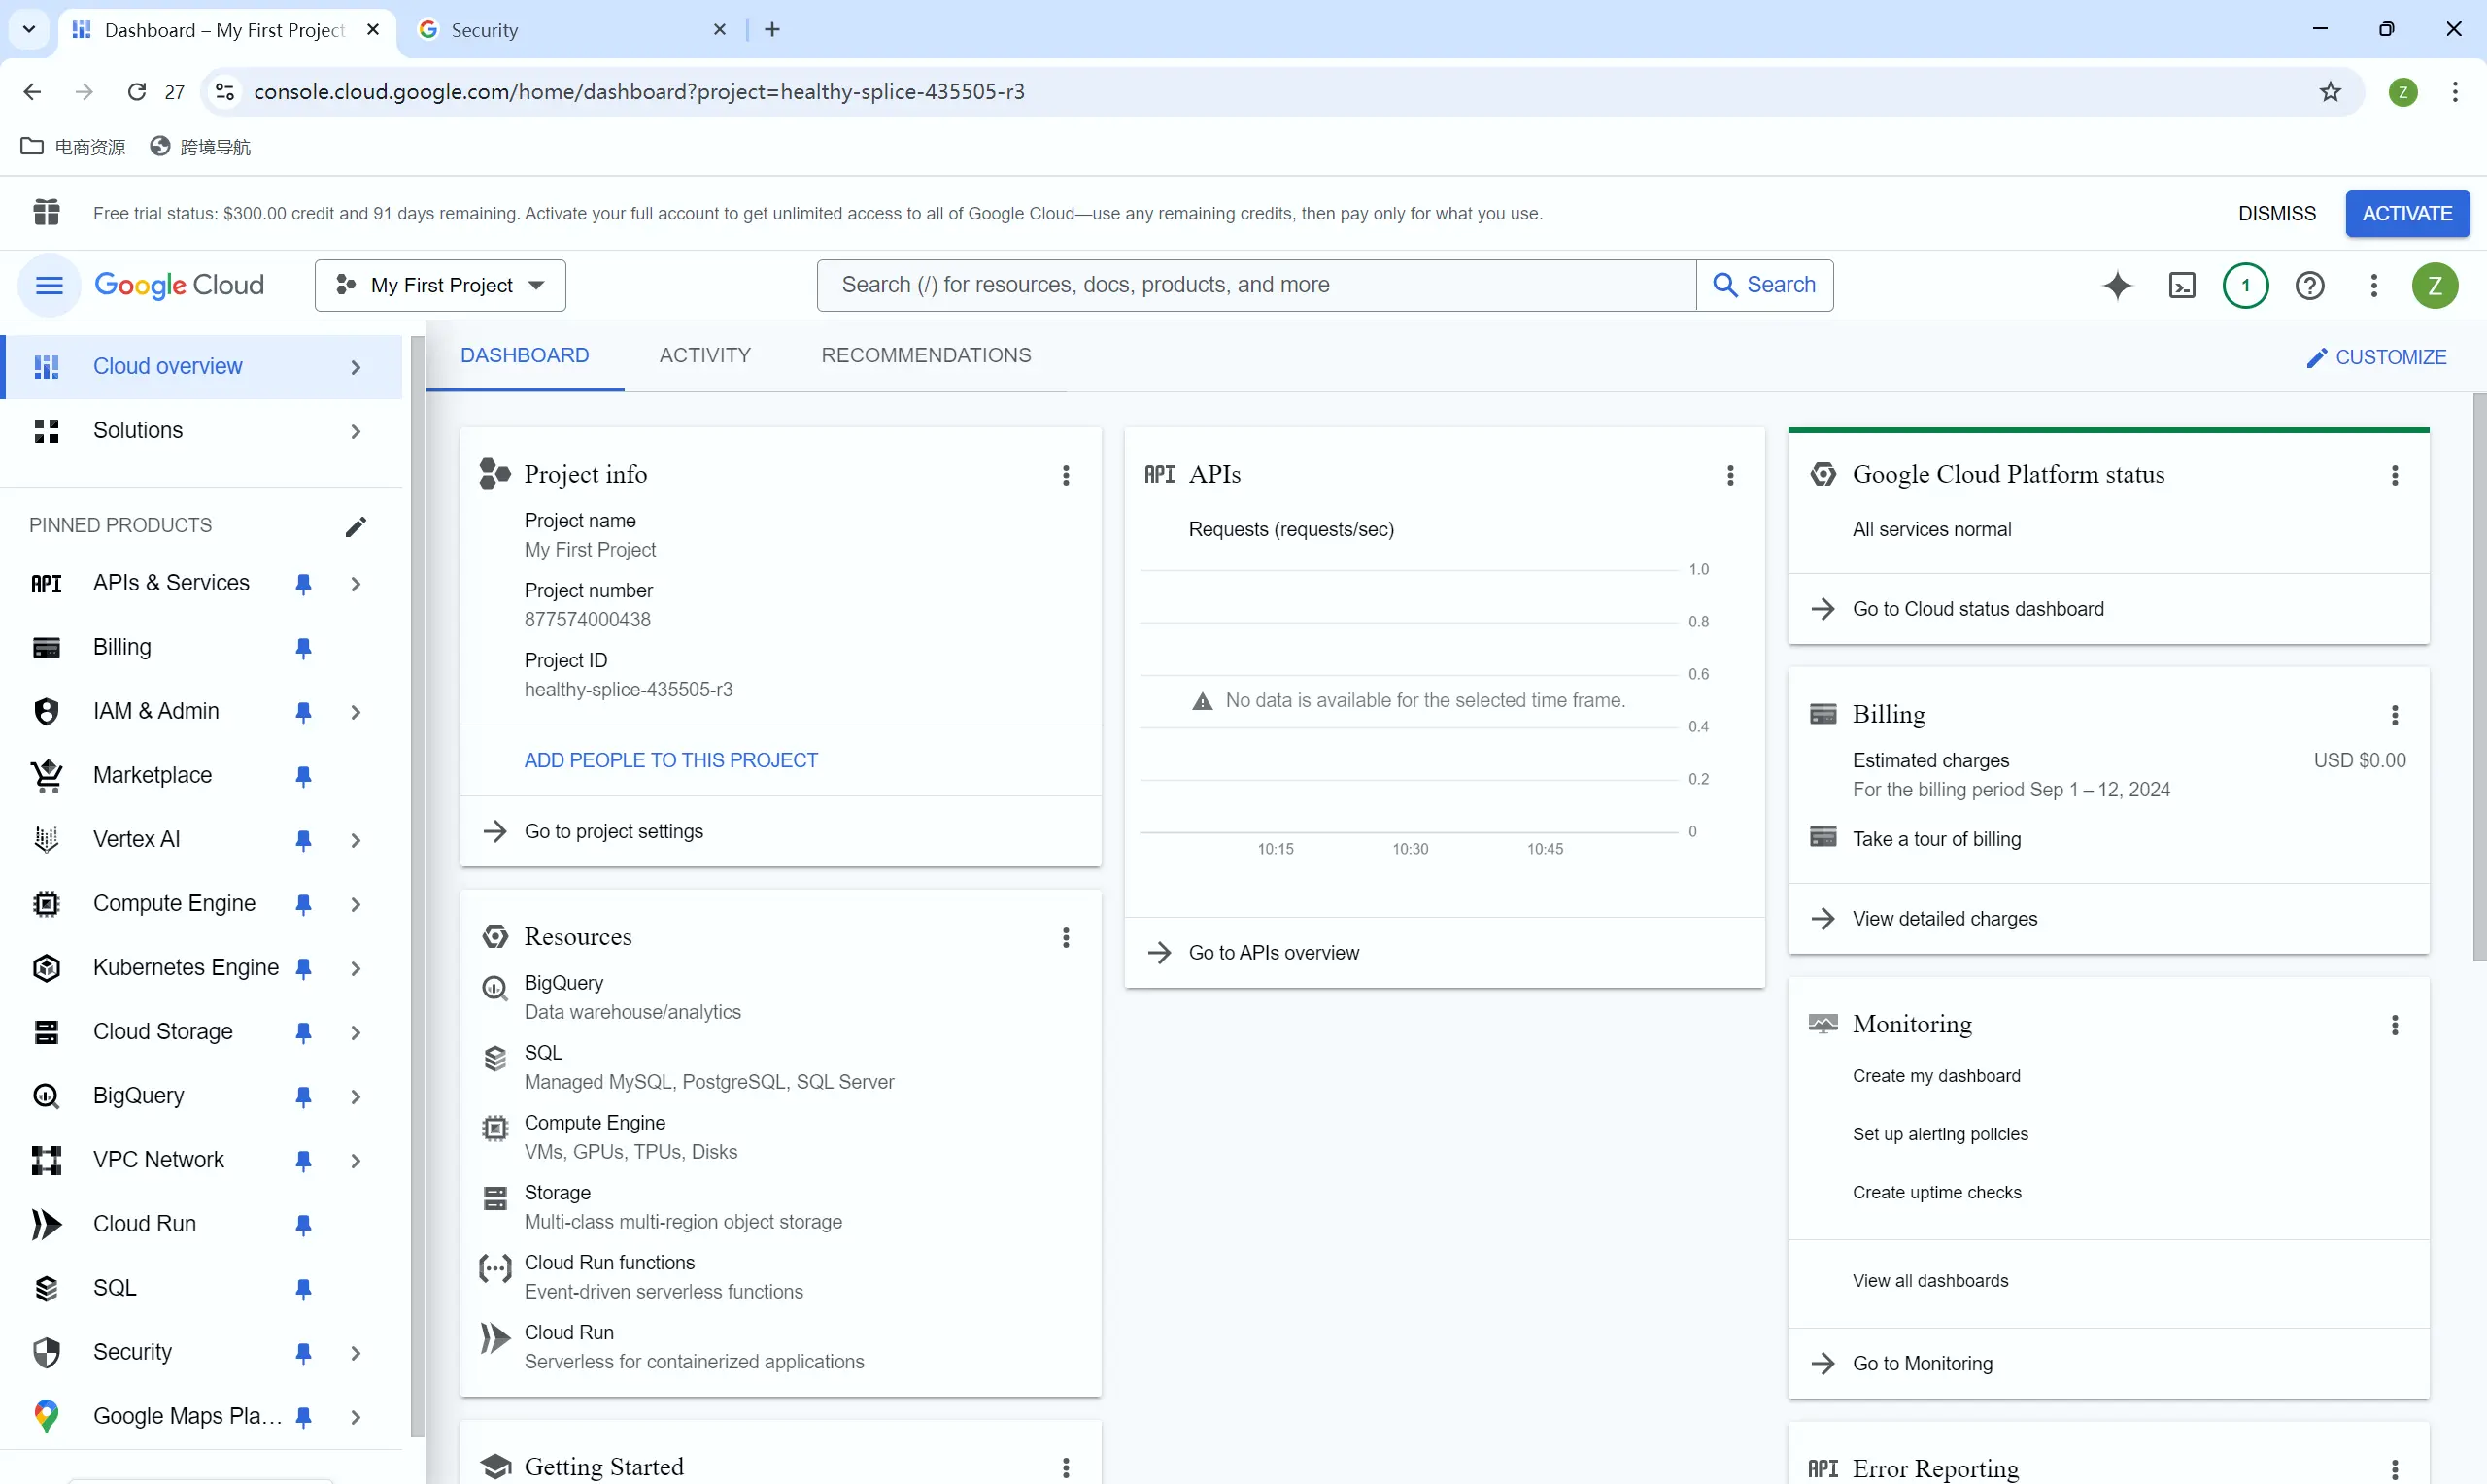 Dashboard – My First Project
Security
27
console.cloud.google.com/home/dashboard?project=healthy-splice-435505-r3
Z
电商资源
跨境导航
Free trial status: $300.00 credit and 91 days remaining. Activate your full account to get unlimited access to all of Google Cloud—use any remaining credits, then pay only for what you use.
DISMISS
ACTIVATE
Google Cloud
My First Project
Search (/) for resources, docs, products, and more
Search
1
Z
Cloud overview
Solutions
PINNED PRODUCTS
API APIs & Services
Billing
IAM & Admin
Marketplace
Vertex AI
Compute Engine
Kubernetes Engine
Cloud Storage
BigQuery
VPC Network
Cloud Run
SQL
Security
Google Maps Pla...
DASHBOARD
ACTIVITY
RECOMMENDATIONS
CUSTOMIZE
Project info
Project name
My First Project
Project number
877574000438
Project ID
healthy-splice-435505-r3
ADD PEOPLE TO THIS PROJECT
Go to project settings
Resources
BigQuery
Data warehouse/analytics
SQL
Managed MySQL, PostgreSQL, SQL Server
Compute Engine
VMs, GPUs, TPUs, Disks
Storage
Multi-class multi-region object storage
Cloud Run functions
Event-driven serverless functions
Cloud Run
Serverless for containerized applications
Getting Started
API APIs
Requests (requests/sec)
1.0
0.8
0.6
No data is available for the selected time frame.
0.4
0.2
0
10:15
10:30
10:45
Go to APIs overview
Google Cloud Platform status
All services normal
Go to Cloud status dashboard
Billing
Estimated charges
USD $0.00
For the billing period Sep 1 – 12, 2024
Take a tour of billing
View detailed charges
Monitoring
Create my dashboard
Set up alerting policies
Create uptime checks
View all dashboards
Go to Monitoring
API Error Reporting